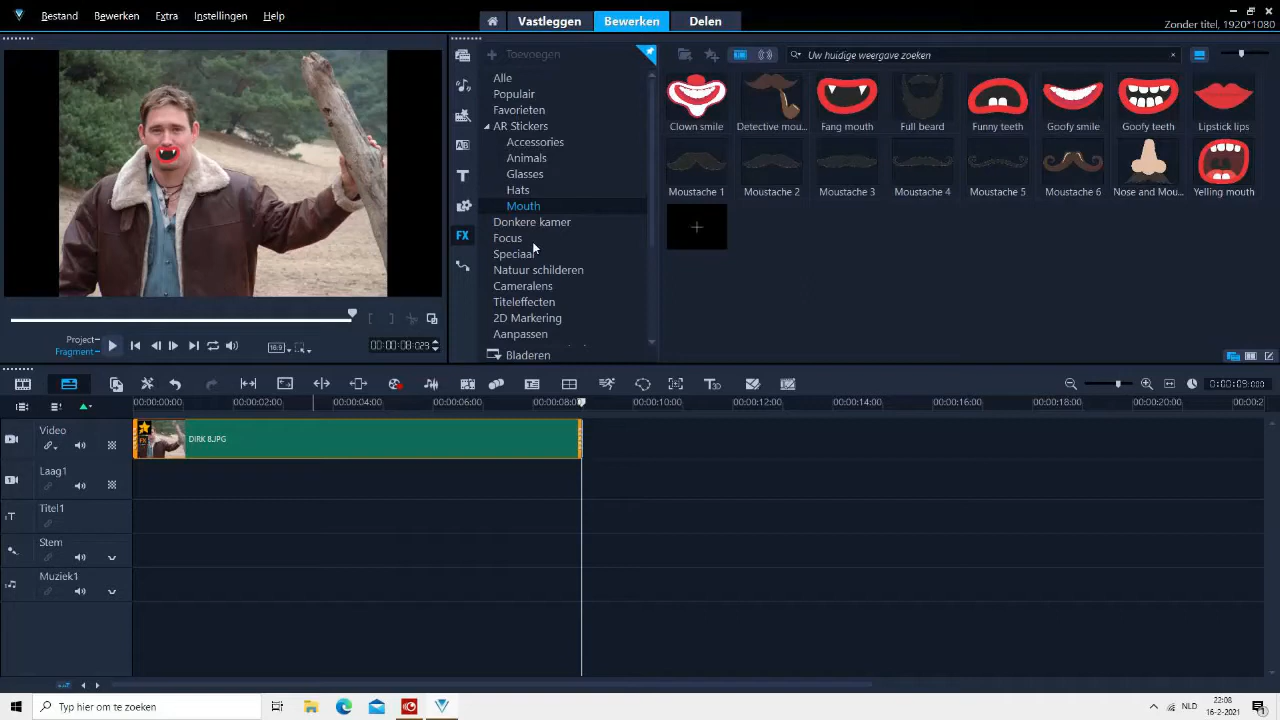 Bestand Bewerken Extra Instellingen Help
Vastleggen Bewerken Delen
Zonder titel, 1920*1080
Toevoegen
Uw huidige weergave zoeken
Alle
Populair
Favorieten
AR Stickers
Accessories
Animals
Glasses
Hats
Mouth
Donkere kamer
Focus
Speciaal
Natuur schilderen
Cameralens
Titeleffecten
2D Markering
Aanpassen
Bladeren
Clown smile Detective mou... Fang mouth Full beard Funny teeth Goofy smile Goofy teeth Lipstick lips
Moustache 1 Moustache 2 Moustache 3 Moustache 4 Moustache 5 Moustache 6 Nose and Mou... Yelling mouth
FX
Project
Fragment
16:9
00:00:08:029
0:00:09:000
00:00:00:00 00:00:02:00 00:00:04:00 00:00:06:00 00:00:10:00 00:00:12:00 00:00:14:00 00:00:16:00 00:00:18:00 00:00:20:00
Video
FX
DIRK 8.JPG
Laag1
Titel1
Stem
Muziek1
Typ hier om te zoeken
NLD
22:08
16-2-2021